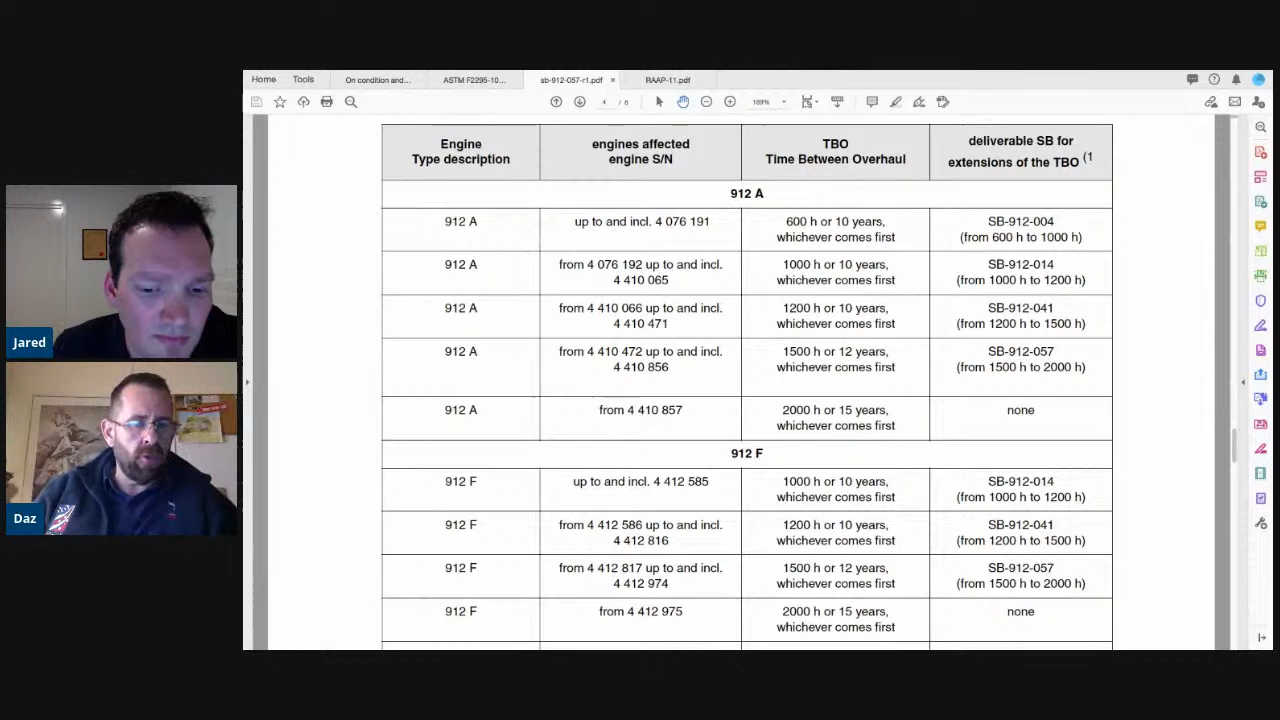 Home
Tools
On condition and...
ASTM F2295-10...
sb-912-057-r1.pdf ×
RAAP-11.pdf
4 / 6
189%
Engine
Type description
engines affected
engine S/N
TBO
Time Between Overhaul
deliverable SB for
extensions of the TBO (1
912 A
912 A
up to and incl. 4 076 191
600 h or 10 years,
whichever comes first
SB-912-004
(from 600 h to 1000 h)
912 A
from 4 076 192 up to and incl.
4 410 065
1000 h or 10 years,
whichever comes first
SB-912-014
(from 1000 h to 1200 h)
912 A
from 4 410 066 up to and incl.
4 410 471
1200 h or 10 years,
whichever comes first
SB-912-041
(from 1200 h to 1500 h)
912 A
from 4 410 472 up to and incl.
4 410 856
1500 h or 12 years,
whichever comes first
SB-912-057
(from 1500 h to 2000 h)
912 A
from 4 410 857
2000 h or 15 years,
whichever comes first
none
912 F
912 F
up to and incl. 4 412 585
1000 h or 10 years,
whichever comes first
SB-912-014
(from 1000 h to 1200 h)
912 F
from 4 412 586 up to and incl.
4 412 816
1200 h or 10 years,
whichever comes first
SB-912-041
(from 1200 h to 1500 h)
912 F
from 4 412 817 up to and incl.
4 412 974
1500 h or 12 years,
whichever comes first
SB-912-057
(from 1500 h to 2000 h)
912 F
from 4 412 975
2000 h or 15 years,
whichever comes first
none
Jared
Daz